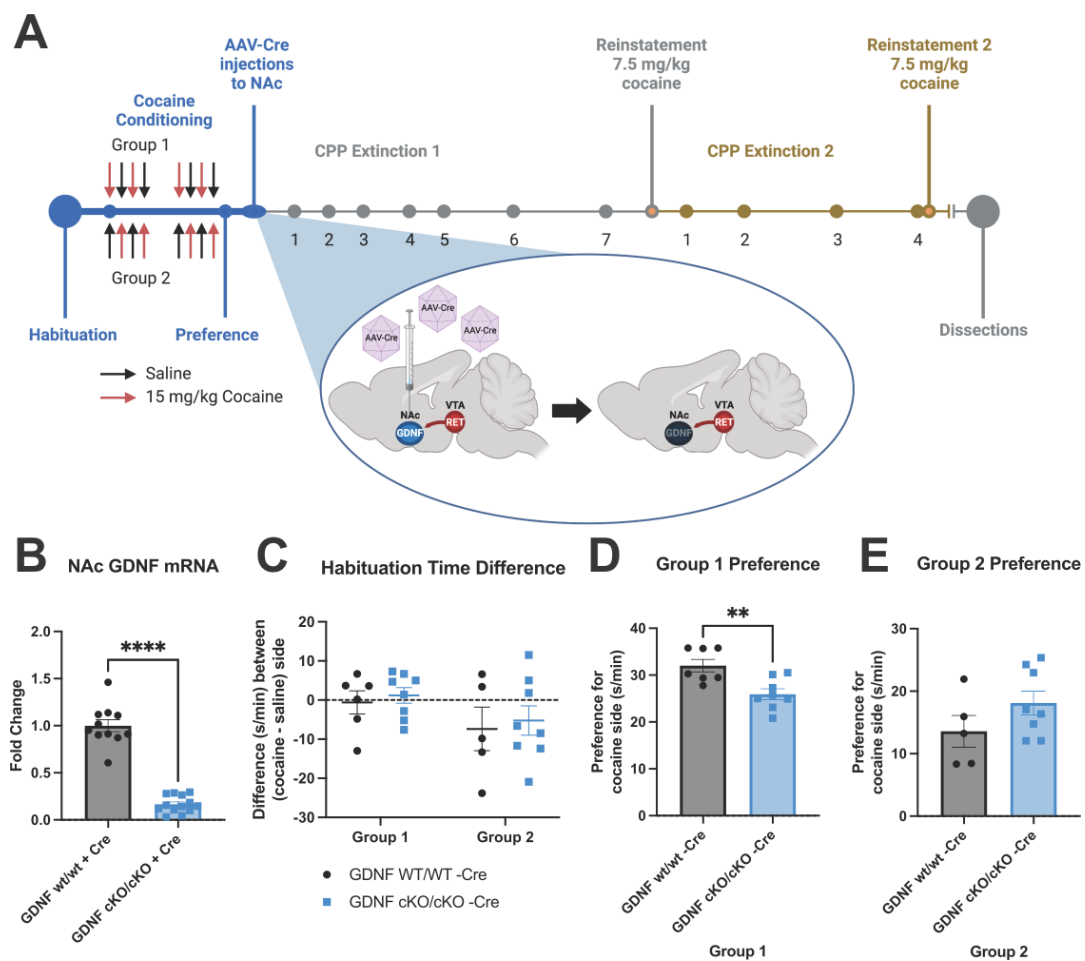 A
AAV-Cre
injections
to NAc
Reinstatement
7.5 mg/kg
cocaine
Reinstatement 2
7.5 mg/kg
cocaine
Cocaine
Conditioning
Group 1
CPP Extinction 1
CPP Extinction 2
1 2 3 4 5 6 7 1 2 3 4
Group 2
Habituation
Preference
Dissections
Saline
15 mg/kg Cocaine
AAV-Cre
AAV-Cre
AAV-Cre
NAc
VTA
GDNF
RET
NAc
VTA
GDNF
RET
B
NAc GDNF mRNA
Fold Change
2.0
1.5
1.0
0.5
0.0
****
GDNF wt/wt + Cre
GDNF cKO/cKO + Cre
C
Habituation Time Difference
Difference (s/min) between
(cocaine - saline) side
20
10
0
-10
-20
-30
Group 1
Group 2
GDNF WT/WT -Cre
GDNF cKO/cKO -Cre
D
Group 1 Preference
Preference for
cocaine side (s/min)
40
30
20
10
0
**
GDNF wt/wt -Cre
GDNF cKO/cKO -Cre
Group 1
E
Group 2 Preference
Preference for
cocaine side (s/min)
30
20
10
0
GDNF wt/wt -Cre
GDNF cKO/cKO -Cre
Group 2